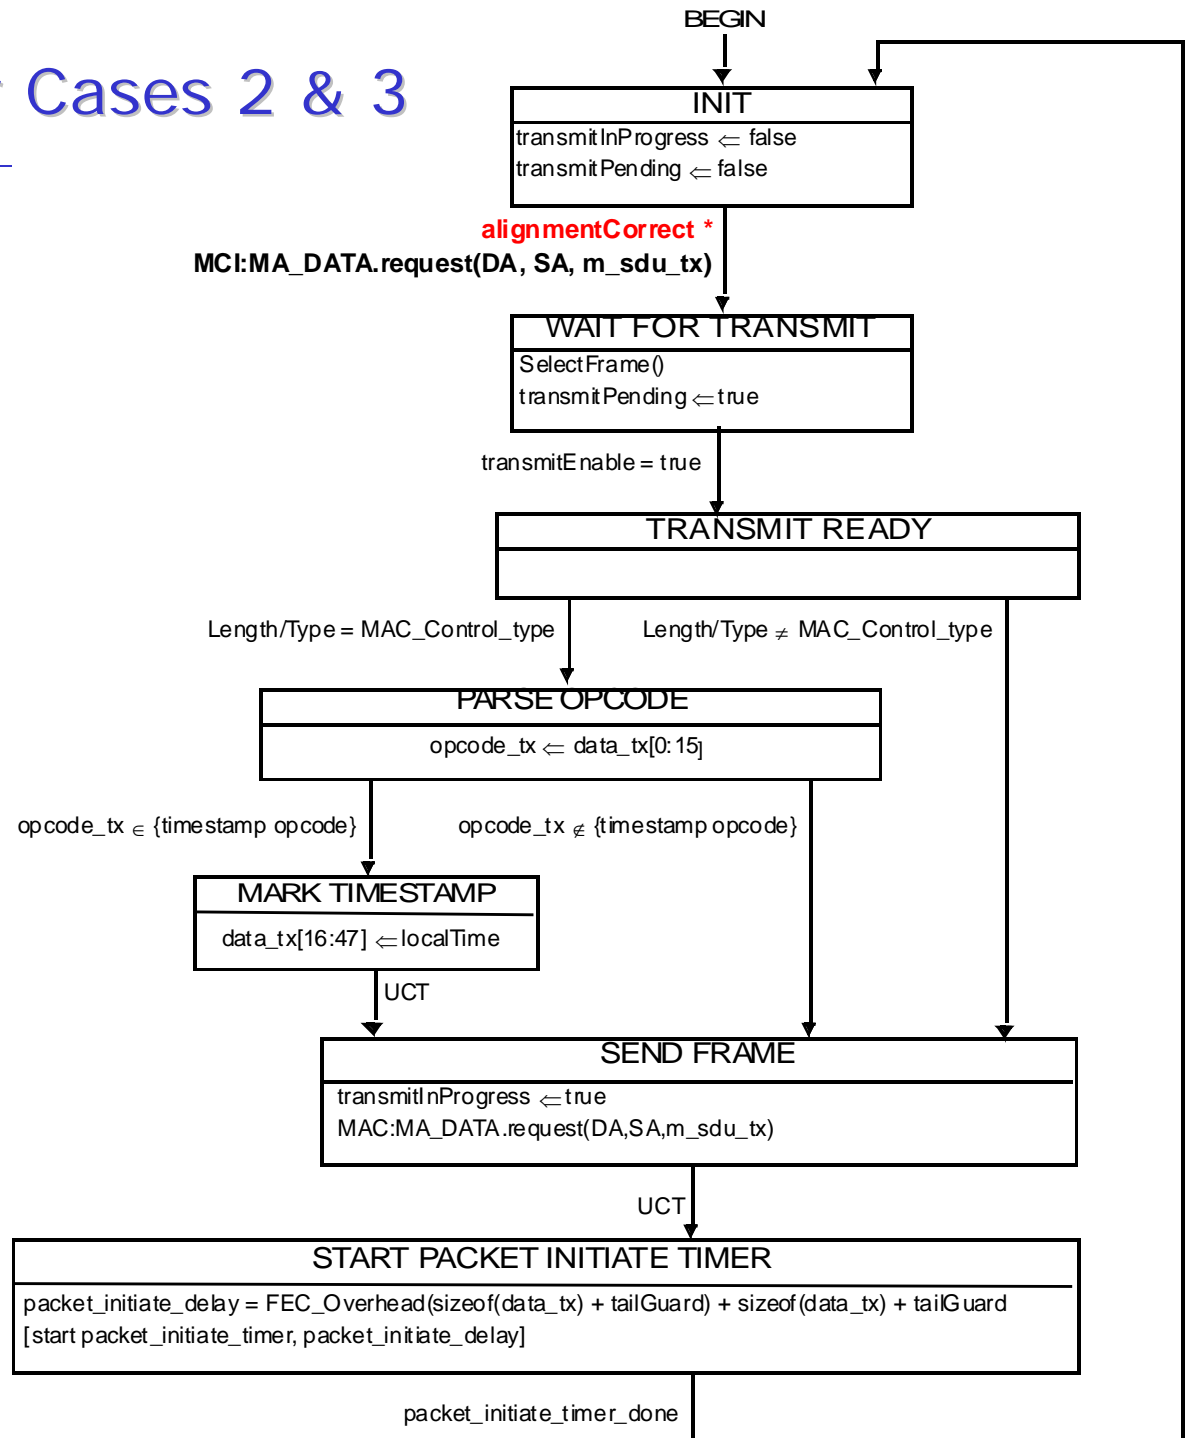 BEGIN
Cases 2 & 3
INIT
transmitInProgress ⇐ false
transmitPending ⇐ false
alignmentCorrect *
MCI:MA_DATA.request(DA, SA, m_sdu_tx)
WAIT FOR TRANSMIT
SelectFrame()
transmitPending ⇐ true
transmitEnable = true
TRANSMIT READY
Length/Type = MAC_Control_type
Length/Type ≠ MAC_Control_type
PARSE OPCODE
opcode_tx ⇐ data_tx[0:15]
opcode_tx ∈ {timestamp opcode}
opcode_tx ∉ {timestamp opcode}
MARK TIMESTAMP
data_tx[16:47] ⇐ localTime
UCT
SEND FRAME
transmitInProgress ⇐ true
MAC:MA_DATA.request(DA,SA,m_sdu_tx)
UCT
START PACKET INITIATE TIMER
packet_initiate_delay = FEC_Overhead(sizeof(data_tx) + tailGuard) + sizeof(data_tx) + tailGuard
[start packet_initiate_timer, packet_initiate_delay]
packet_initiate_timer_done